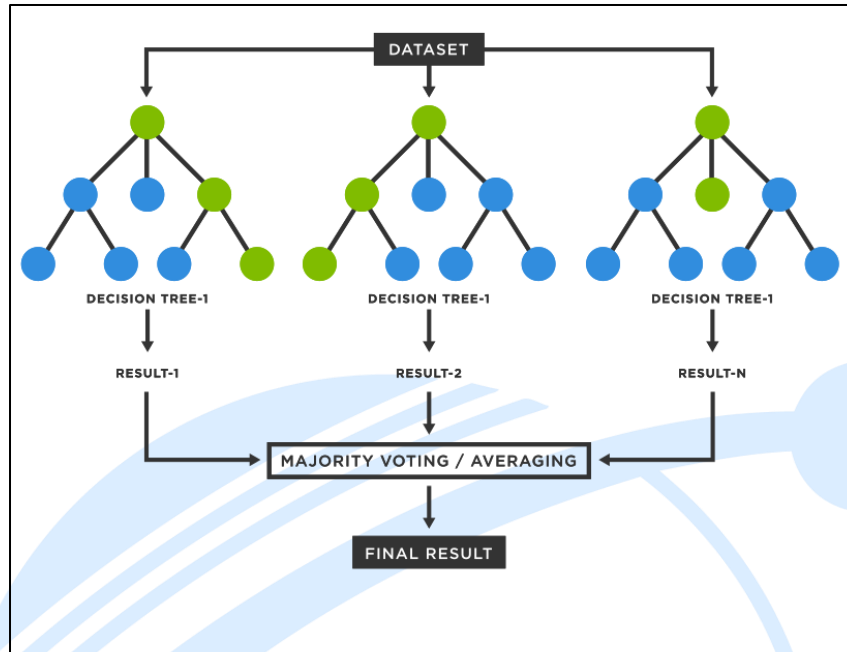 DATASET
DECISION TREE-1
DECISION TREE-1
DECISION TREE-1
RESULT-1
RESULT-2
RESULT-N
MAJORITY VOTING / AVERAGING
FINAL RESULT